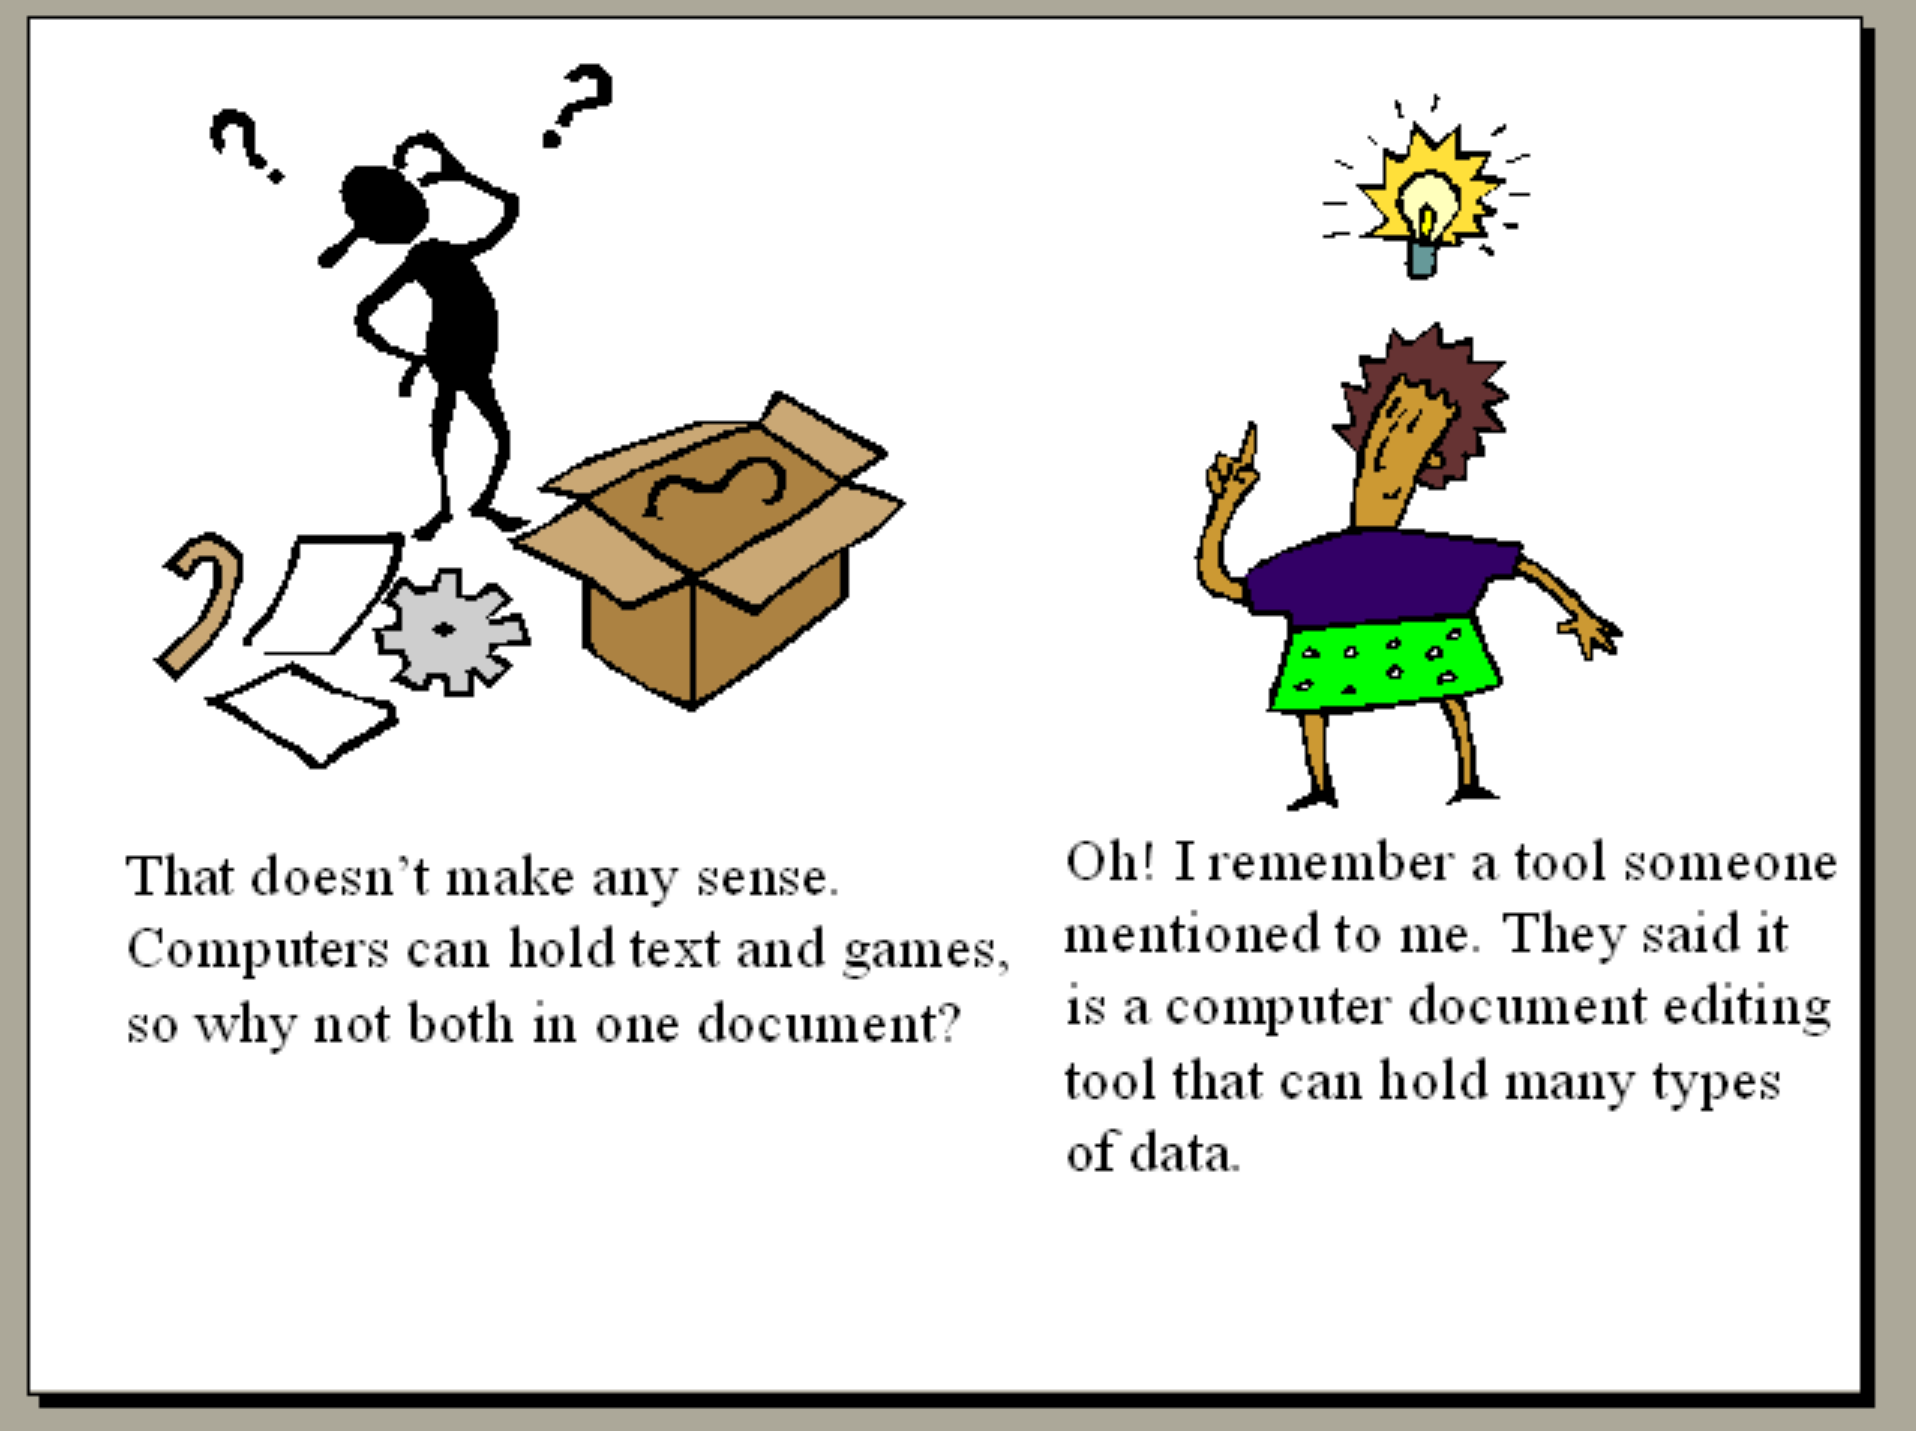 ?
?
That doesn’t make any sense.
Computers can hold text and games,
so why not both in one document?
Oh! I remember a tool someone
mentioned to me. They said it
is a computer document editing
tool that can hold many types
of data.